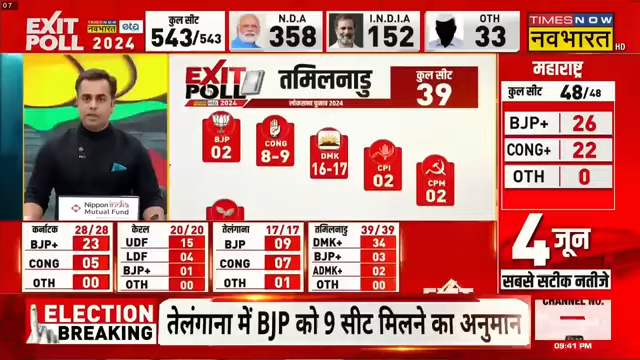 07
EXIT POLL 2024
TIMES NOW नवभारत eta
कुल सीट
543/543
N.D.A
358
I.N.D.I.A
152
OTH
33
TIMES NOW
नवभारत HD
EXIT POLL 2024
तमिलनाडु
लोकसभा चुनाव 2024
कुल सीट
39
BJP
02
CONG
8-9
DMK
16-17
CPI
02
CPM
02
Nippon india
Mutual Fund
महाराष्ट्र
कुल सीट 48/48
BJP+ 26
CONG+ 22
OTH 0
कर्नाटक 28/28
BJP+ 23
CONG 05
OTH 00
केरल 20/20
UDF 15
LDF 04
BJP+ 01
OTH 00
तेलंगाना 17/17
BJP 09
CONG 07
OTH 01
तमिलनाडु 39/39
DMK+ 34
BJP+ 03
ADMK+ 02
OTH 00
4 जून
सबसे सटीक नतीजे
CHANNEL NO.
ELECTION
BREAKING
तेलंगाना में BJP को 9 सीट मिलने का अनुमान
09:41 PM